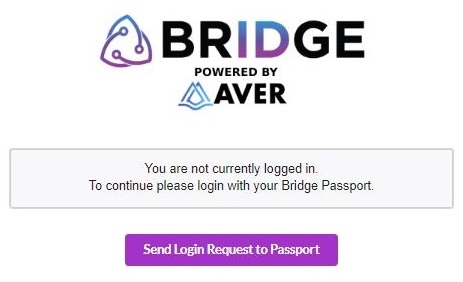 BRIDGE
POWERED BY
AVER
You are not currently logged in.
To continue please login with your Bridge Passport.
Send Login Request to Passport